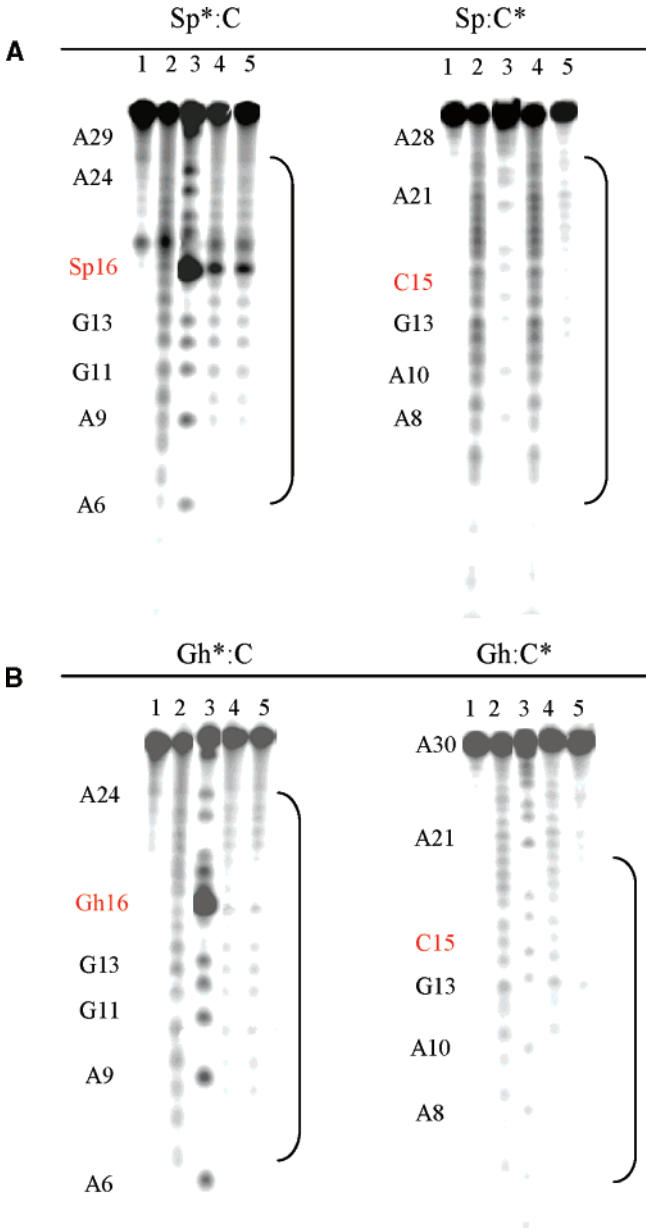 Sp*:C Sp:C*
A
1 2 3 4 5 1 2 3 4 5
A29 A28
A24 A21
Sp16 C15
G13 G13
G11 A10
A9 A8
A6
Gh*:C Gh:C*
B
1 2 3 4 5 1 2 3 4 5
A30
A24
A21
Gh16
C15
G13
G13
G11
A10
A9
A8
A6